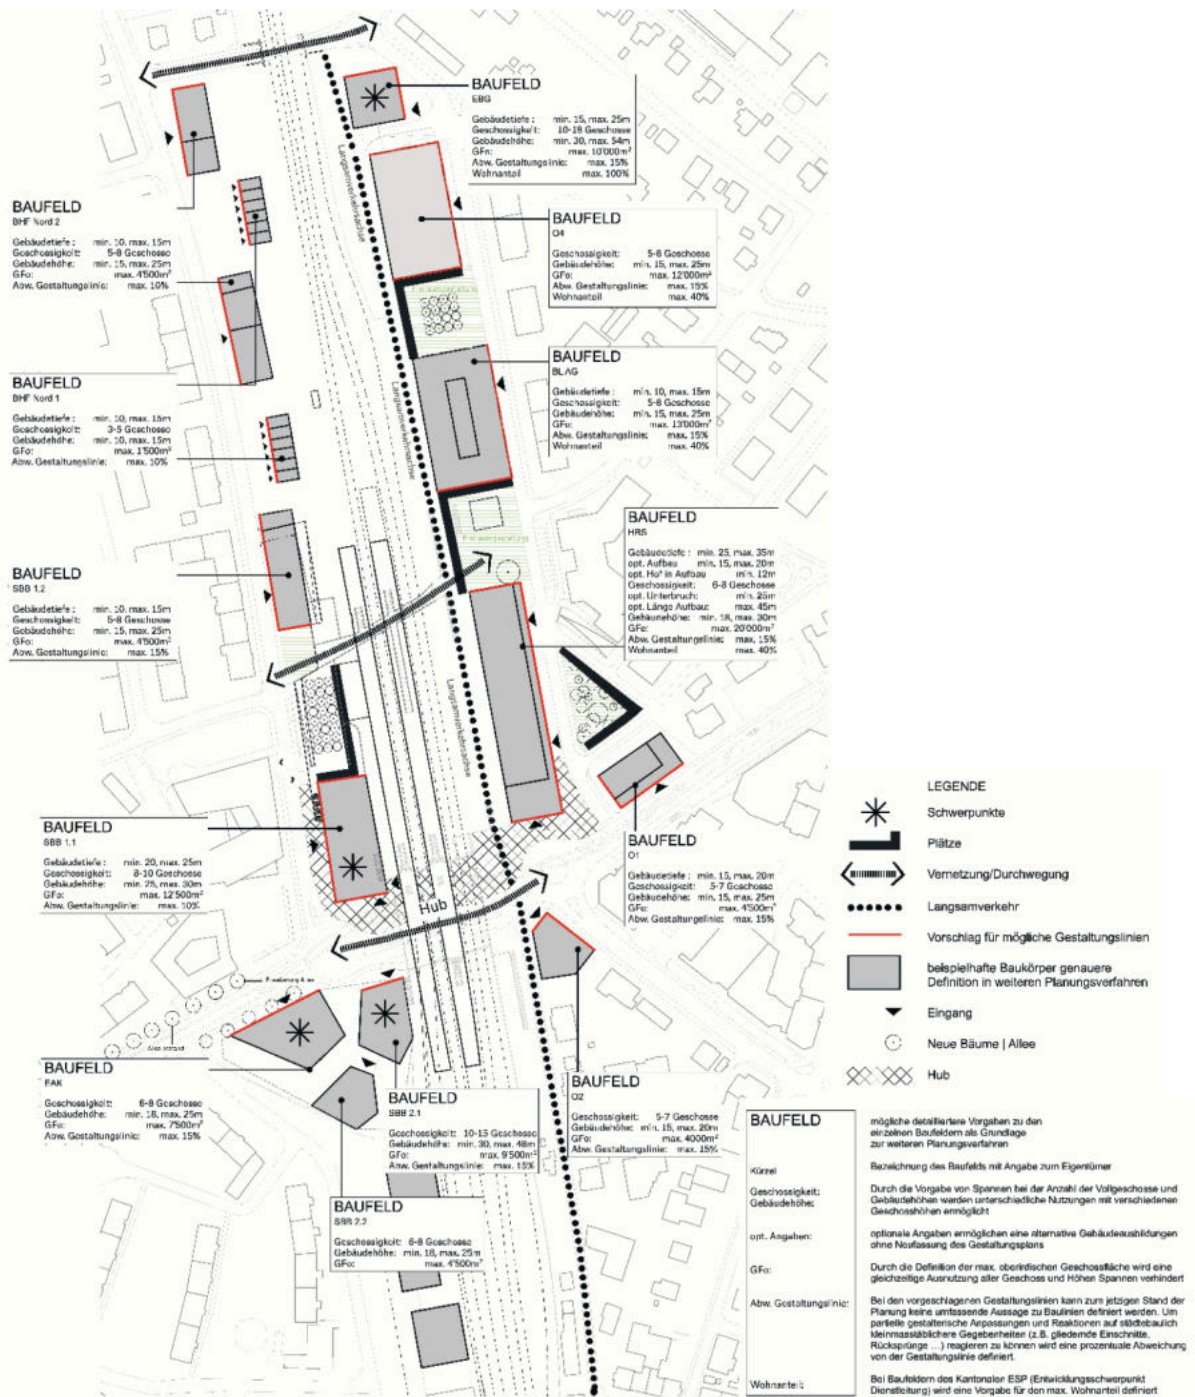 BAUFELD
EBG
Gebäudetiefe: min. 15, max. 25m
Geschossigkeit: 10-18 Geschosse
Gebäudehöhe: min. 30, max. 54m
GFo: max. 10'000m²
Abw. Gestaltungslinie: max. 15%
Wohnanteil max. 100%
BAUFELD
BHF Nord 2
Gebäudetiefe: min. 10, max. 15m
Geschossigkeit: 5-8 Geschosse
Gebäudehöhe: min. 15, max. 25m
GFo: max. 4'500m²
Abw. Gestaltungslinie: max. 10%
BAUFELD
O4
Geschossigkeit: 5-8 Geschosse
Gebäudehöhe: min. 15, max. 25m
GFo: max. 12'000m²
Abw. Gestaltungslinie: max. 15%
Wohnanteil max. 40%
BAUFELD
BLAG
Gebäudetiefe: min. 10, max. 15m
Geschossigkeit: 5-8 Geschosse
Gebäudehöhe: min. 15, max. 25m
GFo: max. 13'000m²
Abw. Gestaltungslinie: max. 15%
Wohnanteil max. 40%
BAUFELD
BHF Nord 1
Gebäudetiefe: min. 10, max. 15m
Geschossigkeit: 3-5 Geschosse
Gebäudehöhe: min. 10, max. 15m
GFo: max. 1'500m²
Abw. Gestaltungslinie: max. 10%
BAUFELD
HRS
Gebäudetiefe: min. 25, max. 35m
opt. Aufbau min. 15, max. 20m
opt. Hof in Aufbau min. 12m
Geschossigkeit: 6-8 Geschosse
opt. Unterbruch: min. 25m
opt. Länge Aufbau: max. 45m
Gebäudehöhe: min. 18, max. 30m
GFo: max. 20'000m²
Abw. Gestaltungslinie: max. 15%
Wohnanteil max. 40%
BAUFELD
SBB 1.2
Gebäudetiefe: min. 10, max. 15m
Geschossigkeit: 5-8 Geschosse
Gebäudehöhe: min. 15, max. 25m
GFo: max. 4'500m²
Abw. Gestaltungslinie: max. 15%
Langsamverkehrsachse
Langsamverkehrsachse
Langsamverkehrsachse
BAUFELD
SBB 1.1
Gebäudetiefe: min. 20, max. 25m
Geschossigkeit: 8-10 Geschosse
Gebäudehöhe: min. 25, max. 30m
GFo: max. 12'500m²
Abw. Gestaltungslinie: max. 10%
BAUFELD
O1
Gebäudetiefe: min. 15, max. 20m
Geschossigkeit: 5-7 Geschosse
Gebäudehöhe: min. 15, max. 25m
GFo: max. 4'500m²
Abw. Gestaltungslinie: max. 15%
Hub
BAUFELD
Geschossigkeit: 6-8 Geschosse
Gebäudehöhe: min. 18, max. 25m
GFo: max. 7'500m²
Abw. Gestaltungslinie: max. 15%
BAUFELD
SBB 2.1
Geschossigkeit: 10-15 Geschosse
Gebäudehöhe: min. 30, max. 48m
GFo: max. 9'500m²
Abw. Gestaltungslinie: max. 15%
BAUFELD
O2
Geschossigkeit: 5-7 Geschosse
Gebäudehöhe: min. 15, max. 20m
GFo: max. 4000m²
Abw. Gestaltungslinie: max. 15%
BAUFELD
SBB 2.2
Geschossigkeit: 6-8 Geschosse
Gebäudehöhe: min. 18, max. 25m
GFo: max. 4'500m²
LEGENDE
Schwerpunkte
Plätze
Vernetzung/Durchwegung
Langsamverkehr
Vorschlag für mögliche Gestaltungslinien
beispielhafte Baukörper genauere
Definition in weiteren Planungsverfahren
Eingang
Neue Bäume | Allee
Hub
BAUFELD
mögliche detailliertere Vorgaben zu den
einzelnen Baufeldern als Grundlage
zur weiteren Planungsverfahren
Kürzel
Bezeichnung des Baufelds mit Angabe zum Eigentümer
Geschossigkeit:
Gebäudehöhe:
Durch die Vorgabe von Spannen bei der Anzahl der Vollgeschosse und
Gebäudehöhen werden unterschiedliche Nutzungen mit verschiedenen
Geschosshöhen ermöglicht
opt. Angaben:
optionale Angaben ermöglichen eine alternative Gebäudeausbildungen
ohne Neufassung des Gestaltungsplans
GFo:
Durch die Definition der max. oberirdischen Geschossfläche wird eine
gleichzeitige Ausnutzung aller Geschoss und Höhen Spannen verhindert
Abw. Gestaltungslinie:
Bei den vorgeschlagenen Gestaltungslinien kann zum jetzigen Stand der
Planung keine umfassende Aussage zu Baulinien definiert werden. Um
partielle gestalterische Anpassungen und Reaktionen auf städtebaulich
kleinmassstäblichere Gegebenheiten (z.B. gliedernde Einschnitte,
Rücksprünge ...) reagieren zu können wird eine prozentuale Abweichung
von der Gestaltungslinie definiert.
Wohnanteil:
Bei Baufeldern des Kantonalen ESP (Entwicklungsschwerpunkt
Dienstleistung) wird eine Vorgabe für den max. Wohnanteil definiert